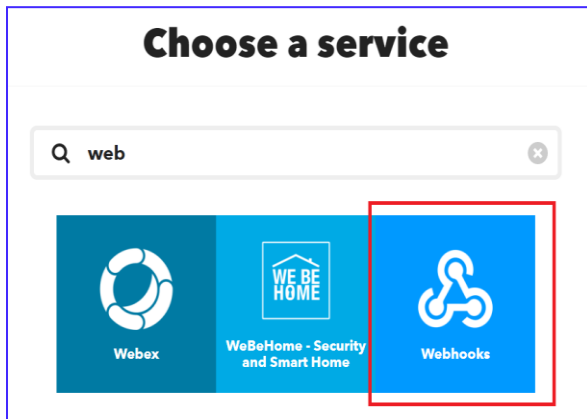 Choose a service
web
WE BE
HOME
Webex
WeBeHome - Security
and Smart Home
Webhooks